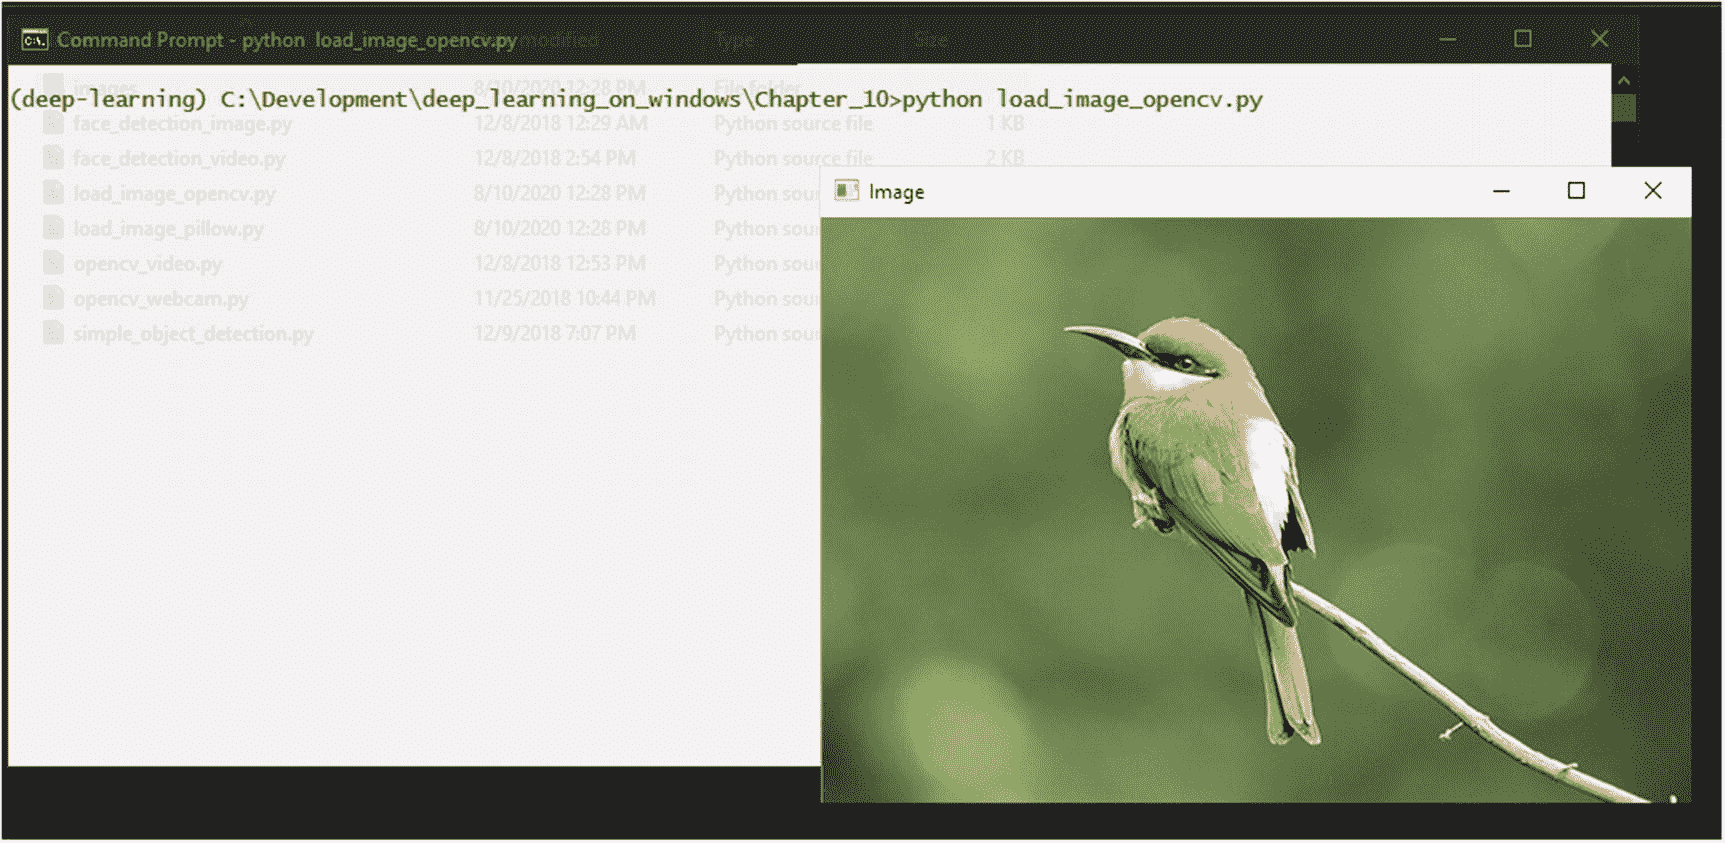 Command Prompt - python load_image_opencv.py modified Type Size
images 8/10/2020 12:28 PM File folder
(deep-learning) C:\Development\deep_learning_on_windows\Chapter_10>python load_image_opencv.py
face_detection_image.py 12/8/2018 12:29 AM Python source file 1 KB
face_detection_video.py 12/8/2018 2:54 PM Python source file 2 KB
Image
load_image_opencv.py 8/10/2020 12:28 PM Python sou
load_image_pillow.py 8/10/2020 12:28 PM Python sou
opencv_video.py 12/8/2018 12:53 PM Python sou
opencv_webcam.py 11/25/2018 10:44 PM Python sou
simple_object_detection.py 12/9/2018 7:07 PM Python sou